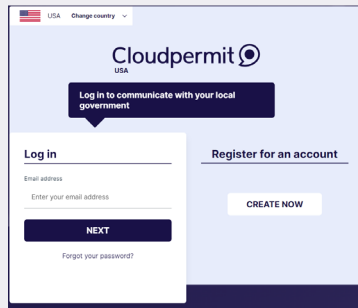 USA Change country
Cloudpermit
USA
Log in to communicate with your local
government
Log in
Register for an account
Email address
Enter your email address
CREATE NOW
NEXT
Forgot your password?